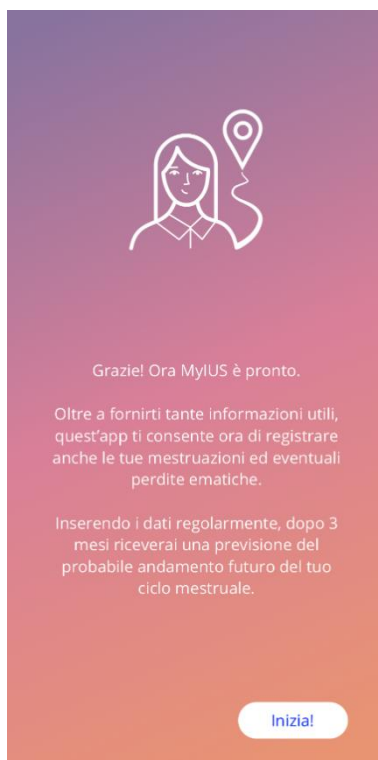 Grazie! Ora MyIUS è pronto.
Oltre a fornirti tante informazioni utili,
quest'app ti consente ora di registrare
anche le tue mestruazioni ed eventuali
perdite ematiche.
Inserendo i dati regolarmente, dopo 3
mesi riceverai una previsione del
probabile andamento futuro del tuo
ciclo mestruale.
Inizia!